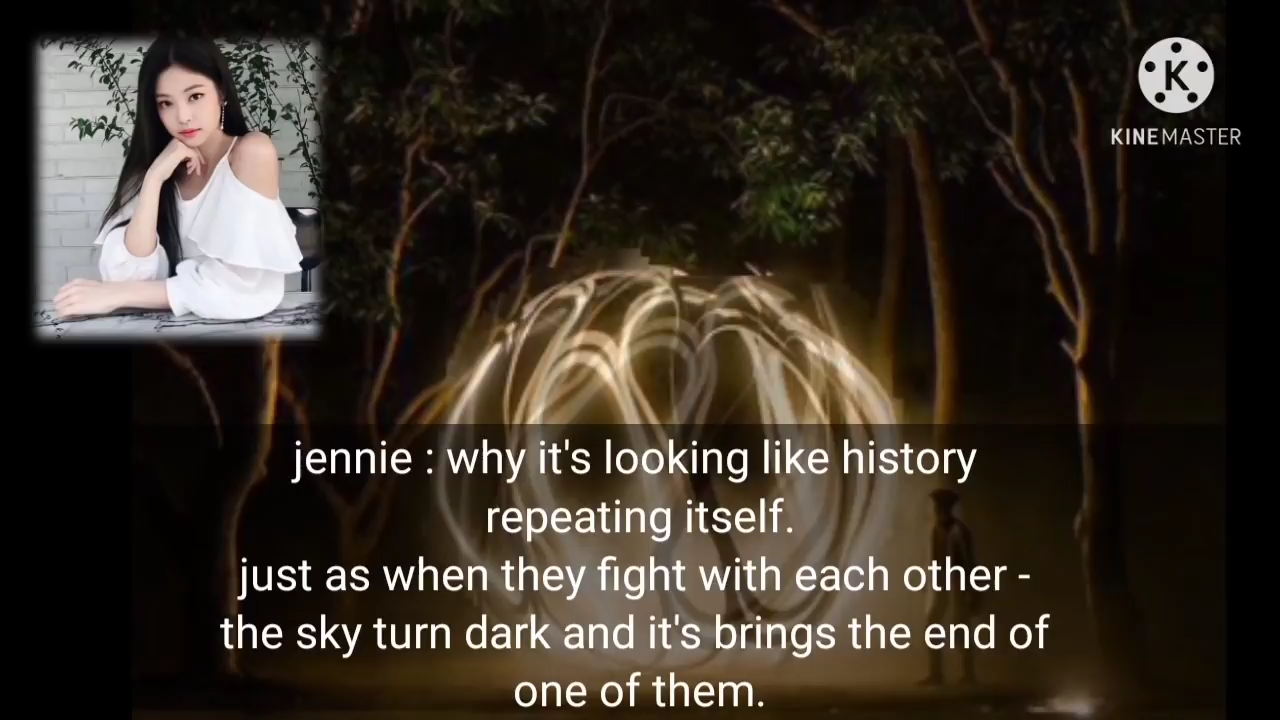 KINEMASTER
jennie : why it's looking like history
repeating itself.
just as when they fight with each other -
the sky turn dark and it's brings the end of
one of them.